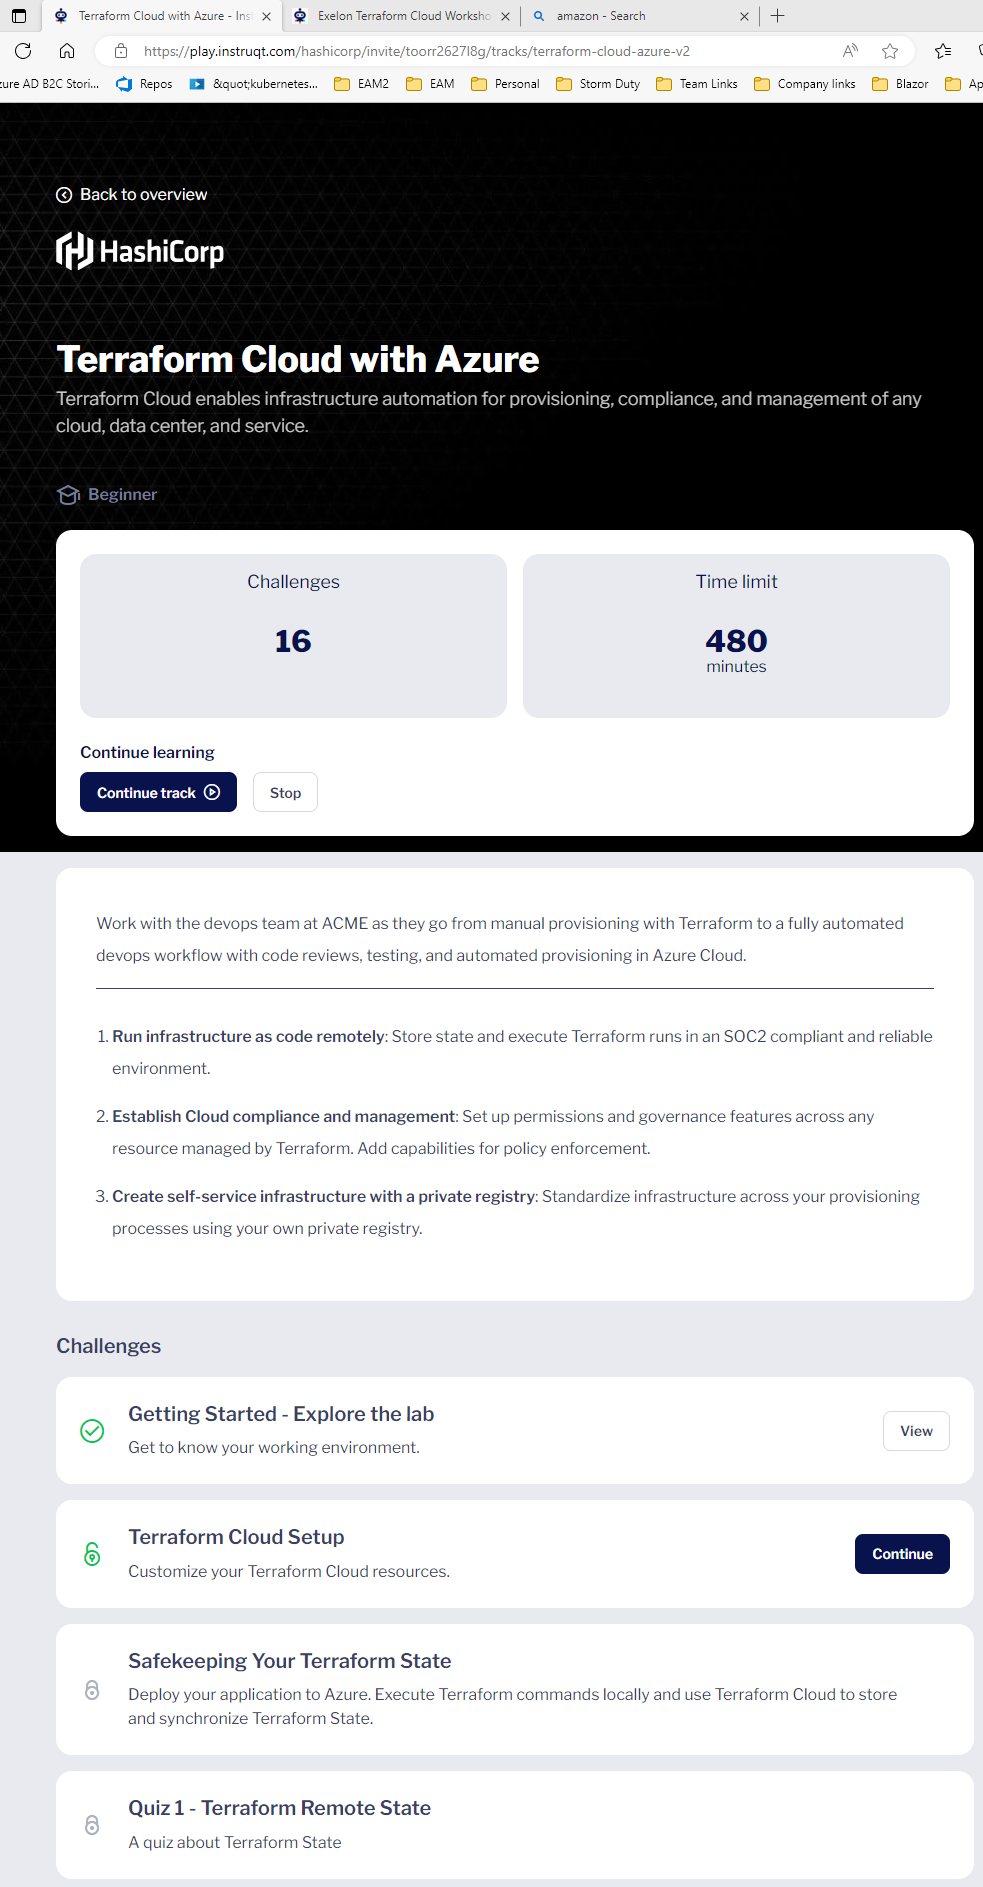 Terraform Cloud with Azure - Ins
Exelon Terraform Cloud Worksho
amazon - Search
https://play.instruqt.com/hashicorp/invite/toorr2627l8g/tracks/terraform-cloud-azure-v2
zure AD B2C Stori...
Repos
&quot;kubernetes...
EAM2
EAM
Personal
Storm Duty
Team Links
Company links
Blazor
Ap
Back to overview
HashiCorp
Terraform Cloud with Azure
Terraform Cloud enables infrastructure automation for provisioning, compliance, and management of any
cloud, data center, and service.
Beginner
Challenges
16
Time limit
480
minutes
Continue learning
Continue track
Stop
Work with the devops team at ACME as they go from manual provisioning with Terraform to a fully automated
devops workflow with code reviews, testing, and automated provisioning in Azure Cloud.
1. Run infrastructure as code remotely: Store state and execute Terraform runs in an SOC2 compliant and reliable
environment.
2. Establish Cloud compliance and management: Set up permissions and governance features across any
resource managed by Terraform. Add capabilities for policy enforcement.
3. Create self-service infrastructure with a private registry: Standardize infrastructure across your provisioning
processes using your own private registry.
Challenges
Getting Started - Explore the lab
Get to know your working environment.
View
Terraform Cloud Setup
Customize your Terraform Cloud resources.
Continue
Safekeeping Your Terraform State
Deploy your application to Azure. Execute Terraform commands locally and use Terraform Cloud to store
and synchronize Terraform State.
Quiz 1 - Terraform Remote State
A quiz about Terraform State